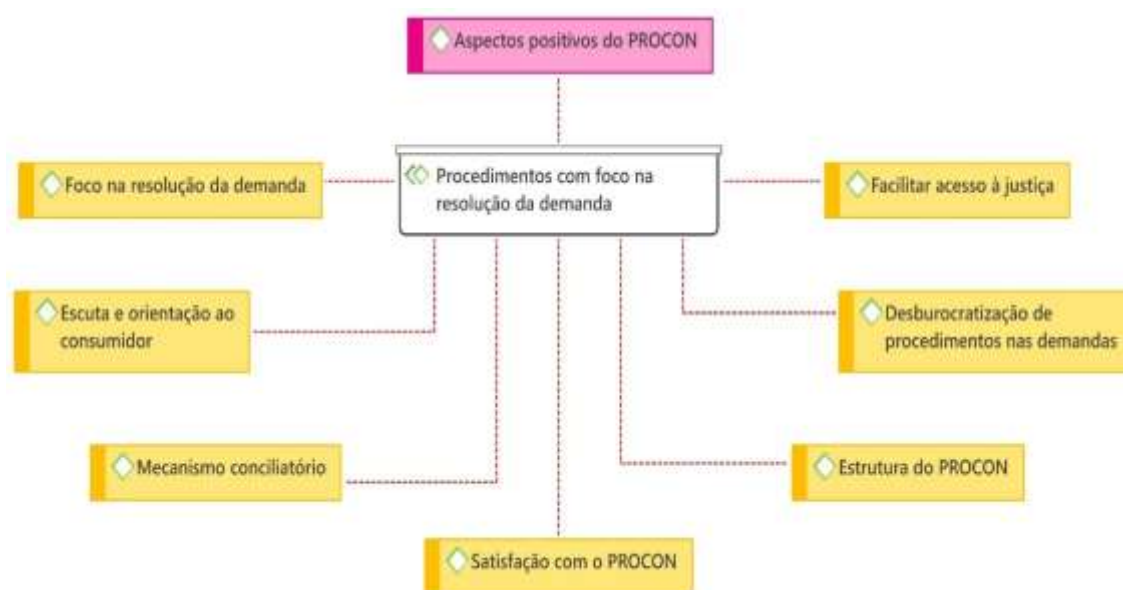 Aspectos positivos do PROCON
Foco na resolução da demanda
Procedimentos com foco na
resolução da demanda
Facilitar acesso à justiça
Escuta e orientação ao
consumidor
Desburocratização de
procedimentos nas demandas
Mecanismo conciliatório
Estrutura do PROCON
Satisfação com o PROCON